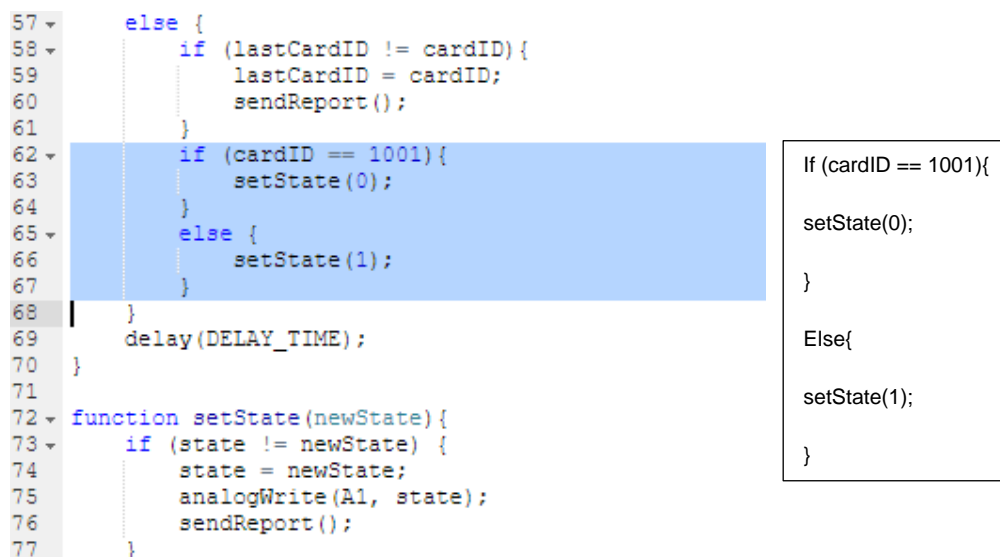 57 else {
58 if (lastCardID != cardID){
59 lastCardID = cardID;
60 sendReport();
61 }
62 if (cardID == 1001){
63 setState(0);
64 }
65 else {
66 setState(1);
67 }
68 }
69 delay(DELAY_TIME);
70 }
71
72 function setState(newState){
73 if (state != newState) {
74 state = newState;
75 analogWrite(A1, state);
76 sendReport();
77 }
If (cardID == 1001){
setState(0);
}
Else{
setState(1);
}